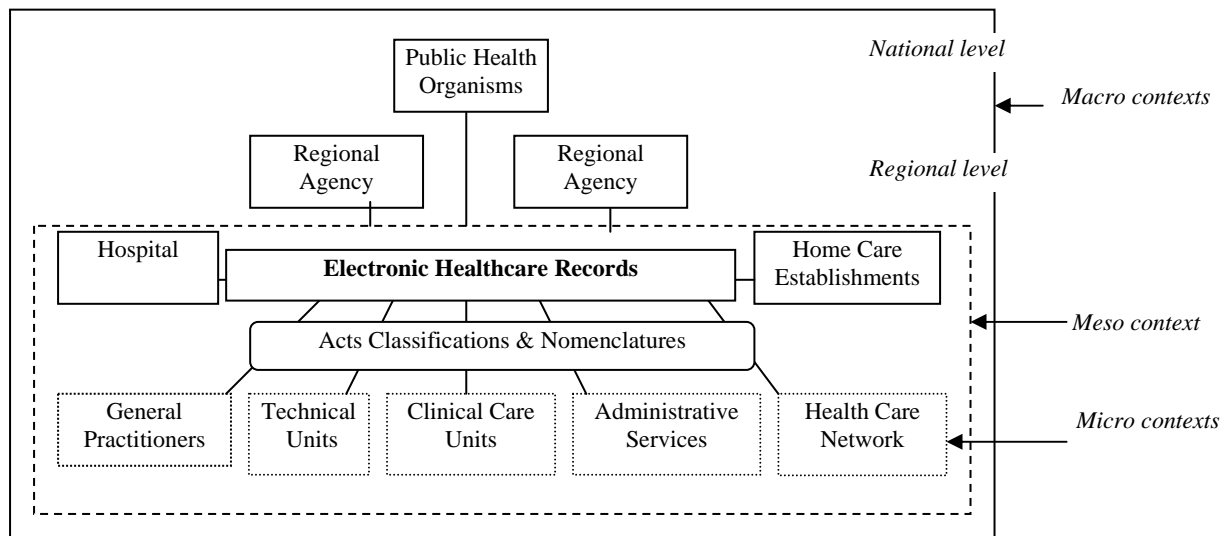 National level
Public Health
Organisms
Macro contexts
Regional
Agency
Regional
Agency
Regional level
Hospital
Electronic Healthcare Records
Home Care
Establishments
Meso context
Acts Classifications & Nomenclatures
General
Practitioners
Technical
Units
Clinical Care
Units
Administrative
Services
Health Care
Network
Micro contexts